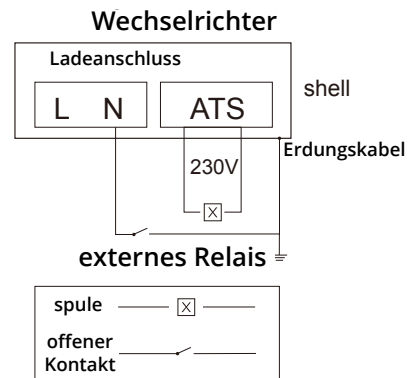 Wechselrichter
Ladeanschluss
L N ATS
shell
Erdungskabel
230V
X
externes Relais
spule X
offener
Kontakt